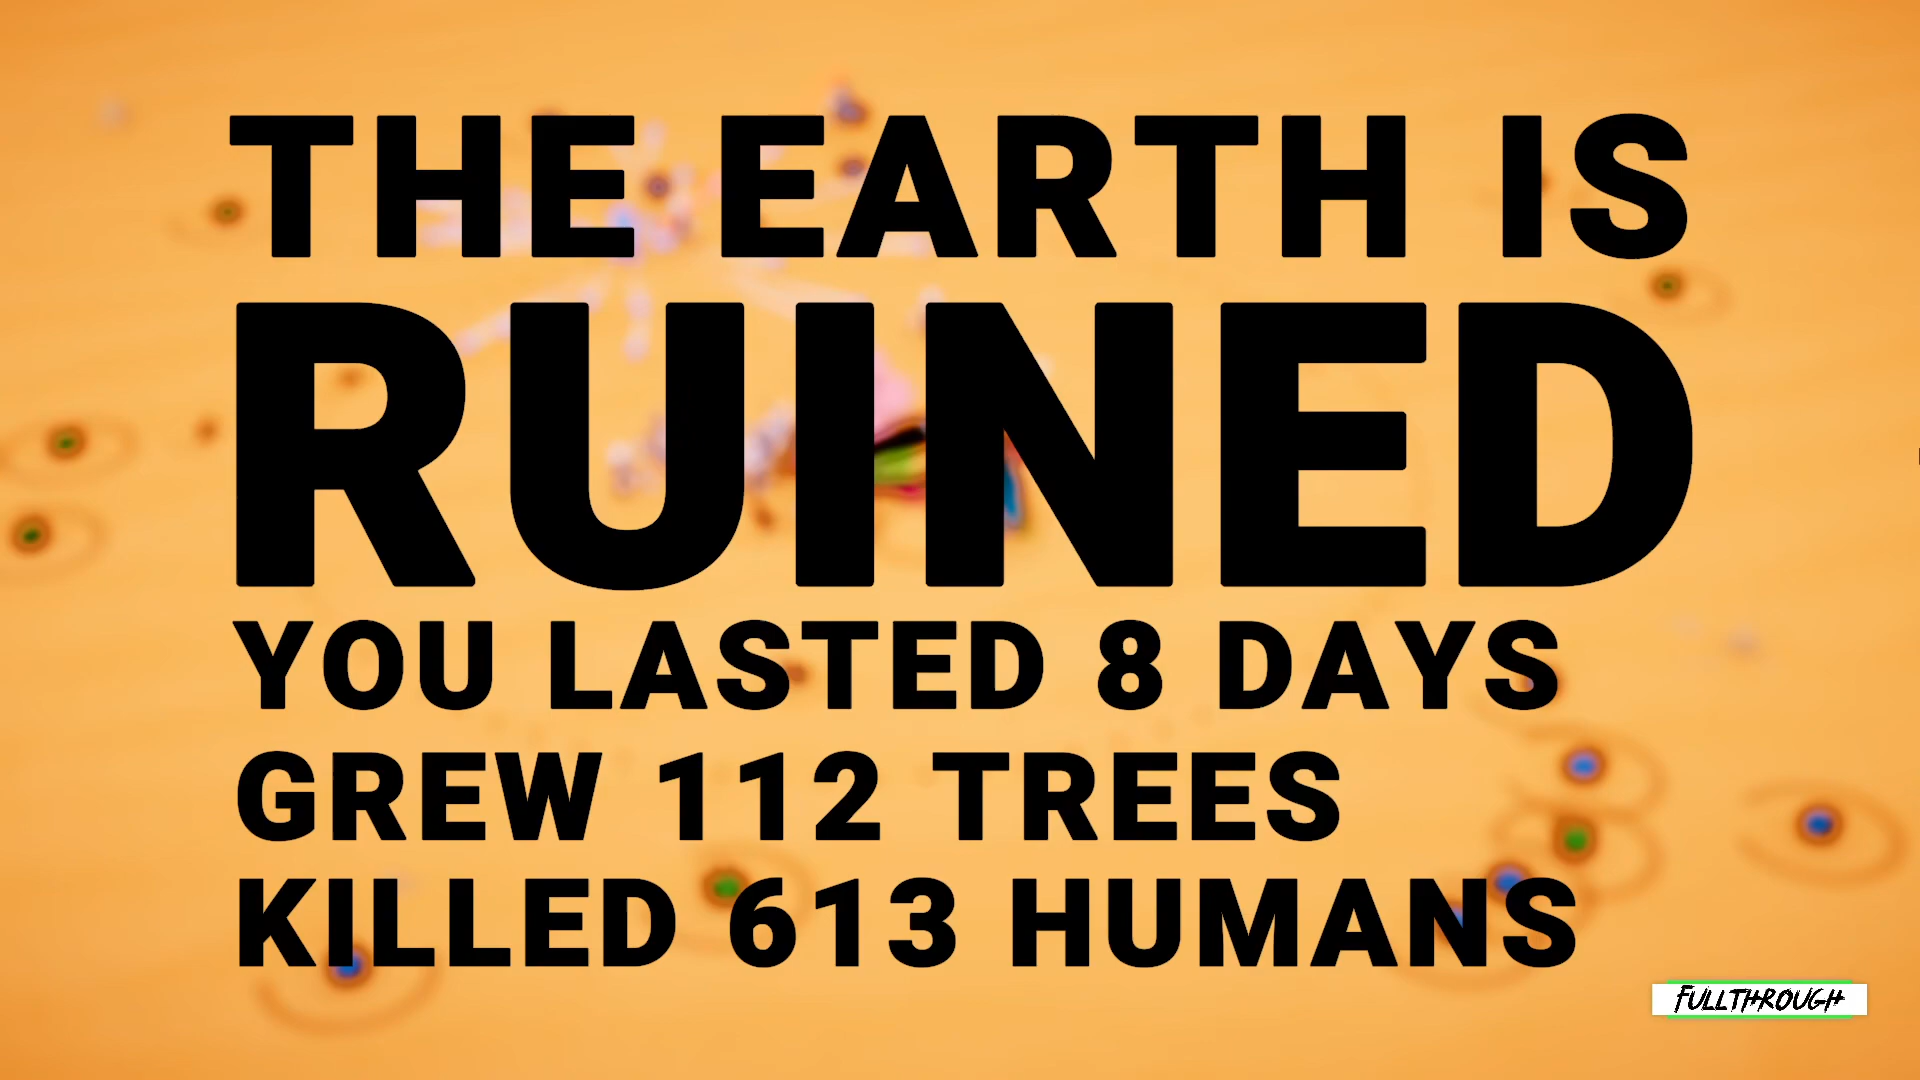 THE EARTH IS
RUINED
YOU LASTED 8 DAYS
GREW 112 TREES
KILLED 613 HUMANS
FULLTHROUGH